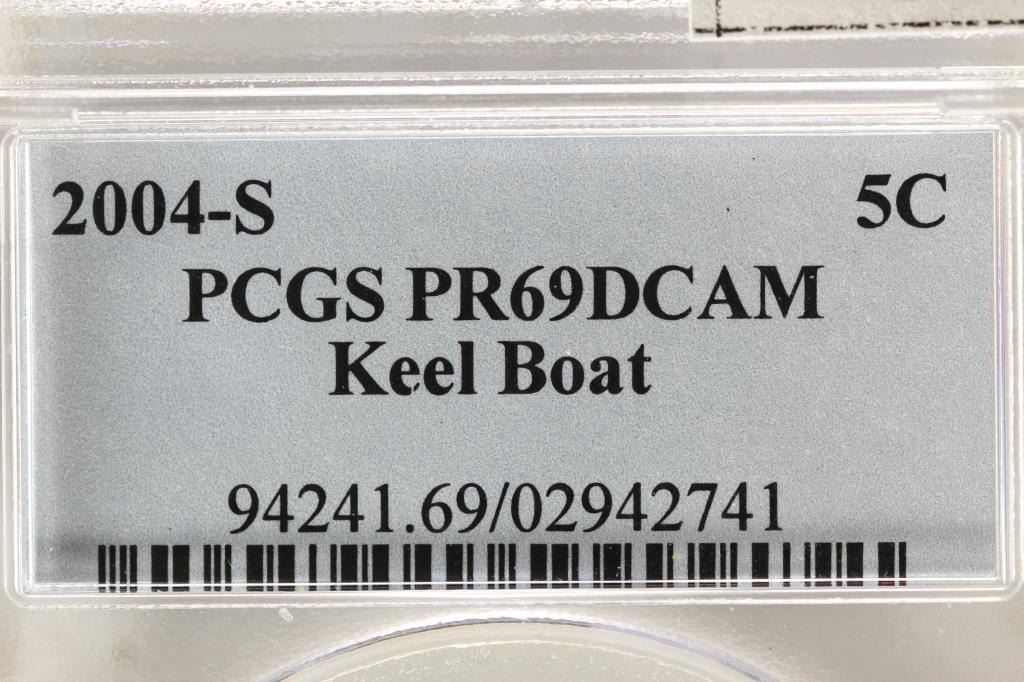 2004-S 5C
PCGS PR69DCAM
Keel Boat
94241.69/02942741